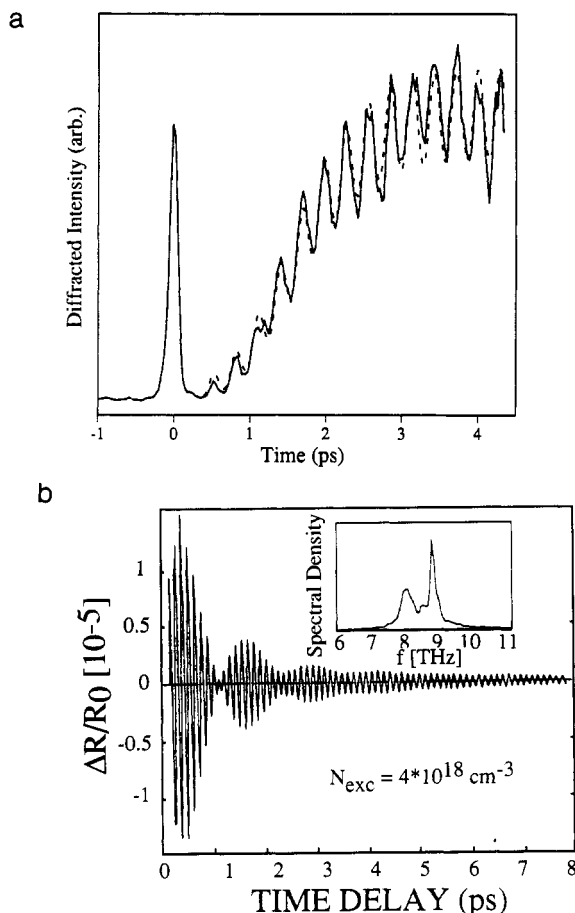 a
Diffracted Intensity (arb.)
-1 0 1 2 3 4
Time (ps)
b
ΔR/R0 [10-5]
1
0.5
0
-0.5
-1
Spectral Density
6 7 8 9 10 11
f [THz]
Nexc = 4*10^18 cm^-3
0 1 2 3 4 5 6 7 8
TIME DELAY (ps)